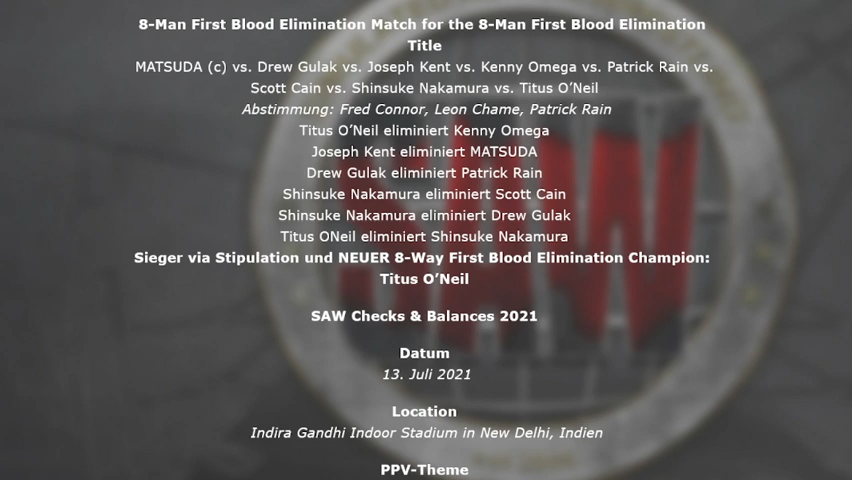 8-Man First Blood Elimination Match for the 8-Man First Blood Elimination
Title
MATSUDA (c) vs. Drew Gulak vs. Joseph Kent vs. Kenny Omega vs. Patrick Rain vs.
Scott Cain vs. Shinsuke Nakamura vs. Titus O’Neil
Abstimmung: Fred Connor, Leon Chame, Patrick Rain
Titus O’Neil eliminiert Kenny Omega
Joseph Kent eliminiert MATSUDA
Drew Gulak eliminiert Patrick Rain
Shinsuke Nakamura eliminiert Scott Cain
Shinsuke Nakamura eliminiert Drew Gulak
Titus ONeil eliminiert Shinsuke Nakamura
Sieger via Stipulation und NEUER 8-Way First Blood Elimination Champion:
Titus O’Neil
SAW Checks & Balances 2021
Datum
13. Juli 2021
Location
Indira Gandhi Indoor Stadium in New Delhi, Indien
PPV-Theme
SAW